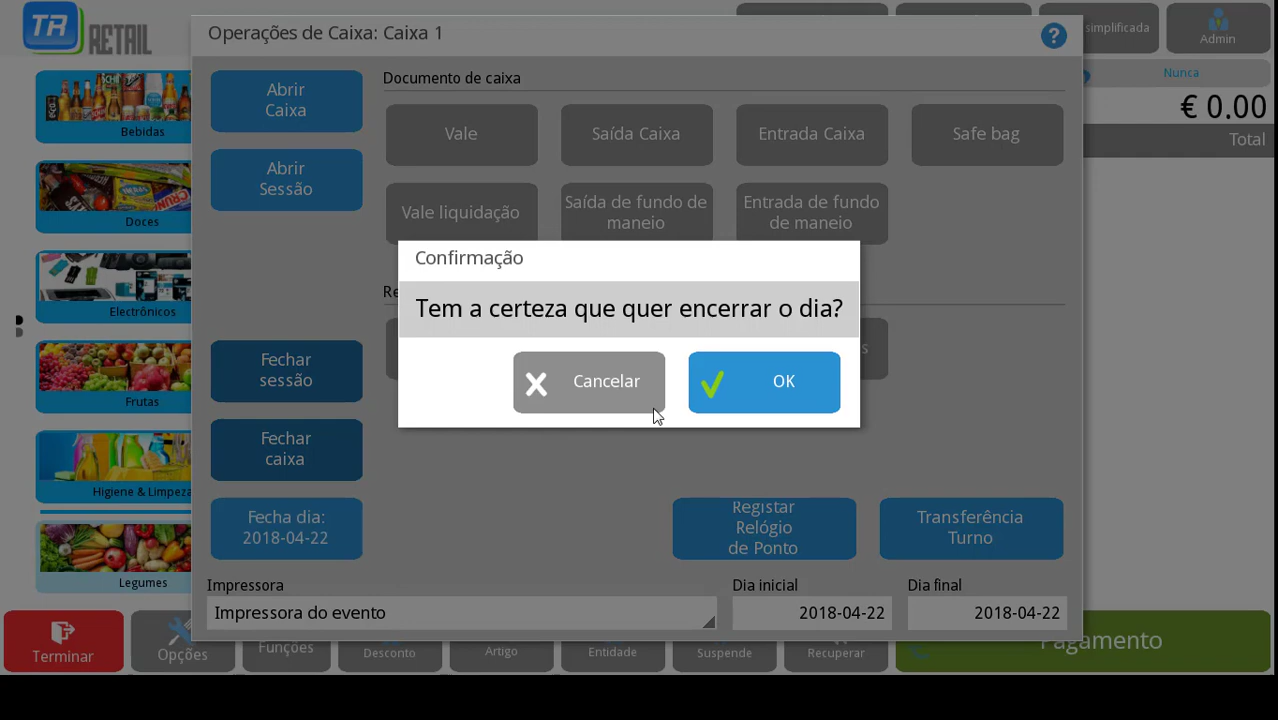 TR
RETAIL
Operações de Caixa: Caixa 1
?
simplificada
Admin
Nunca
€ 0.00
Total
Bebidas
Doces
Electrónicos
Frutas
Higiene & Limpeza
Legumes
Abrir
Caixa
Abrir
Sessão
Documento de caixa
Vale
Saída Caixa
Entrada Caixa
Safe bag
Vale liquidação
Saída de fundo de
maneio
Entrada de fundo
de maneio
Confirmação
Tem a certeza que quer encerrar o dia?
Cancelar
OK
Fechar
sessão
Fechar
caixa
Fecha dia:
2018-04-22
Registar
Relógio
de Ponto
Transferência
Turno
Impressora
Impressora do evento
Dia inicial
2018-04-22
Dia final
2018-04-22
Terminar
Opções
Funções
Desconto
Artigo
Entidade
Suspende
Recuperar
Pagamento